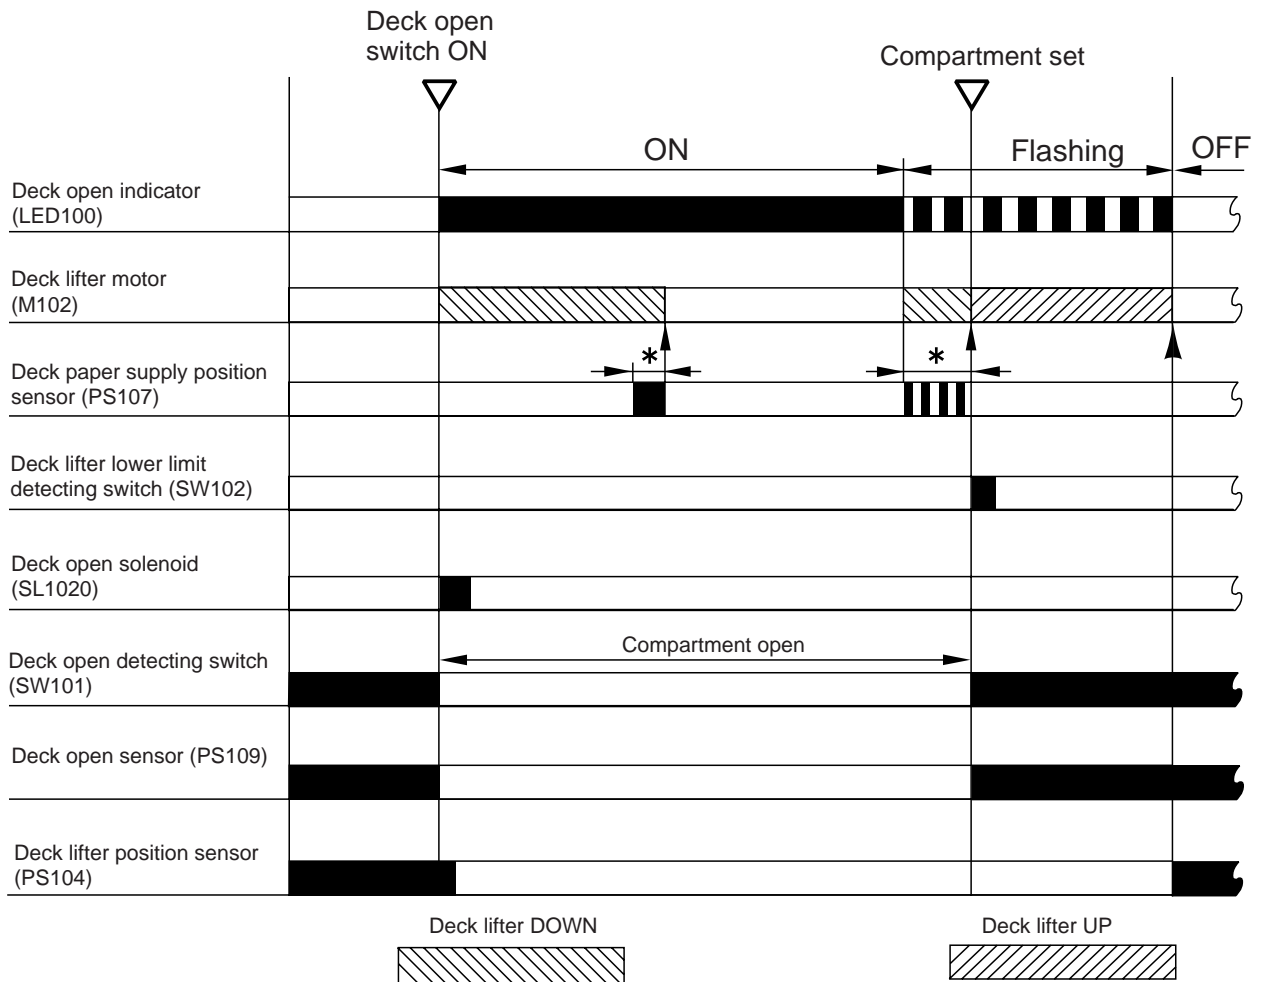 Deck open
switch ON
Compartment set
ON
Flashing
OFF
Deck open indicator
(LED100)
Deck lifter motor
(M102)
*
*
Deck paper supply position
sensor (PS107)
Deck lifter lower limit
detecting switch (SW102)
Deck open solenoid
(SL1020)
Compartment open
Deck open detecting switch
(SW101)
Deck open sensor (PS109)
Deck lifter position sensor
(PS104)
Deck lifter DOWN
Deck lifter UP